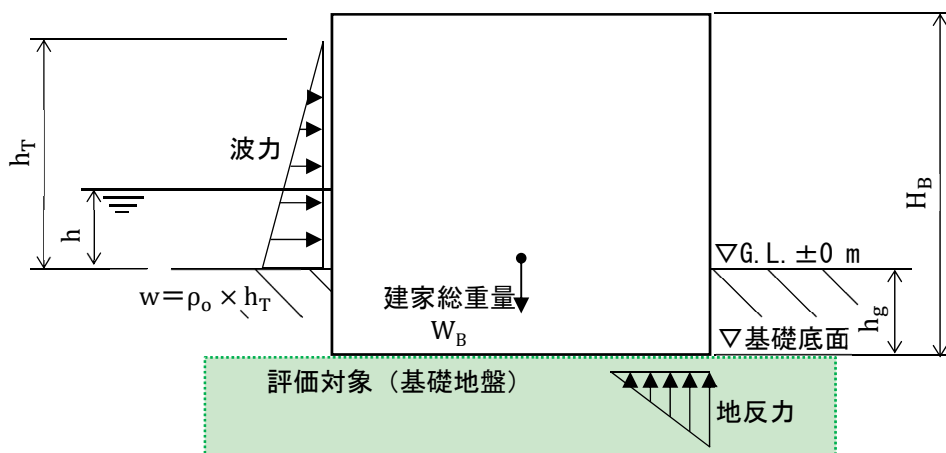 h_T
波力
h
H_B
▽G.L.±0 m
w＝ρ_o × h_T
建家総重量
W_B
h_g
▽基礎底面
評価対象（基礎地盤）
地反力